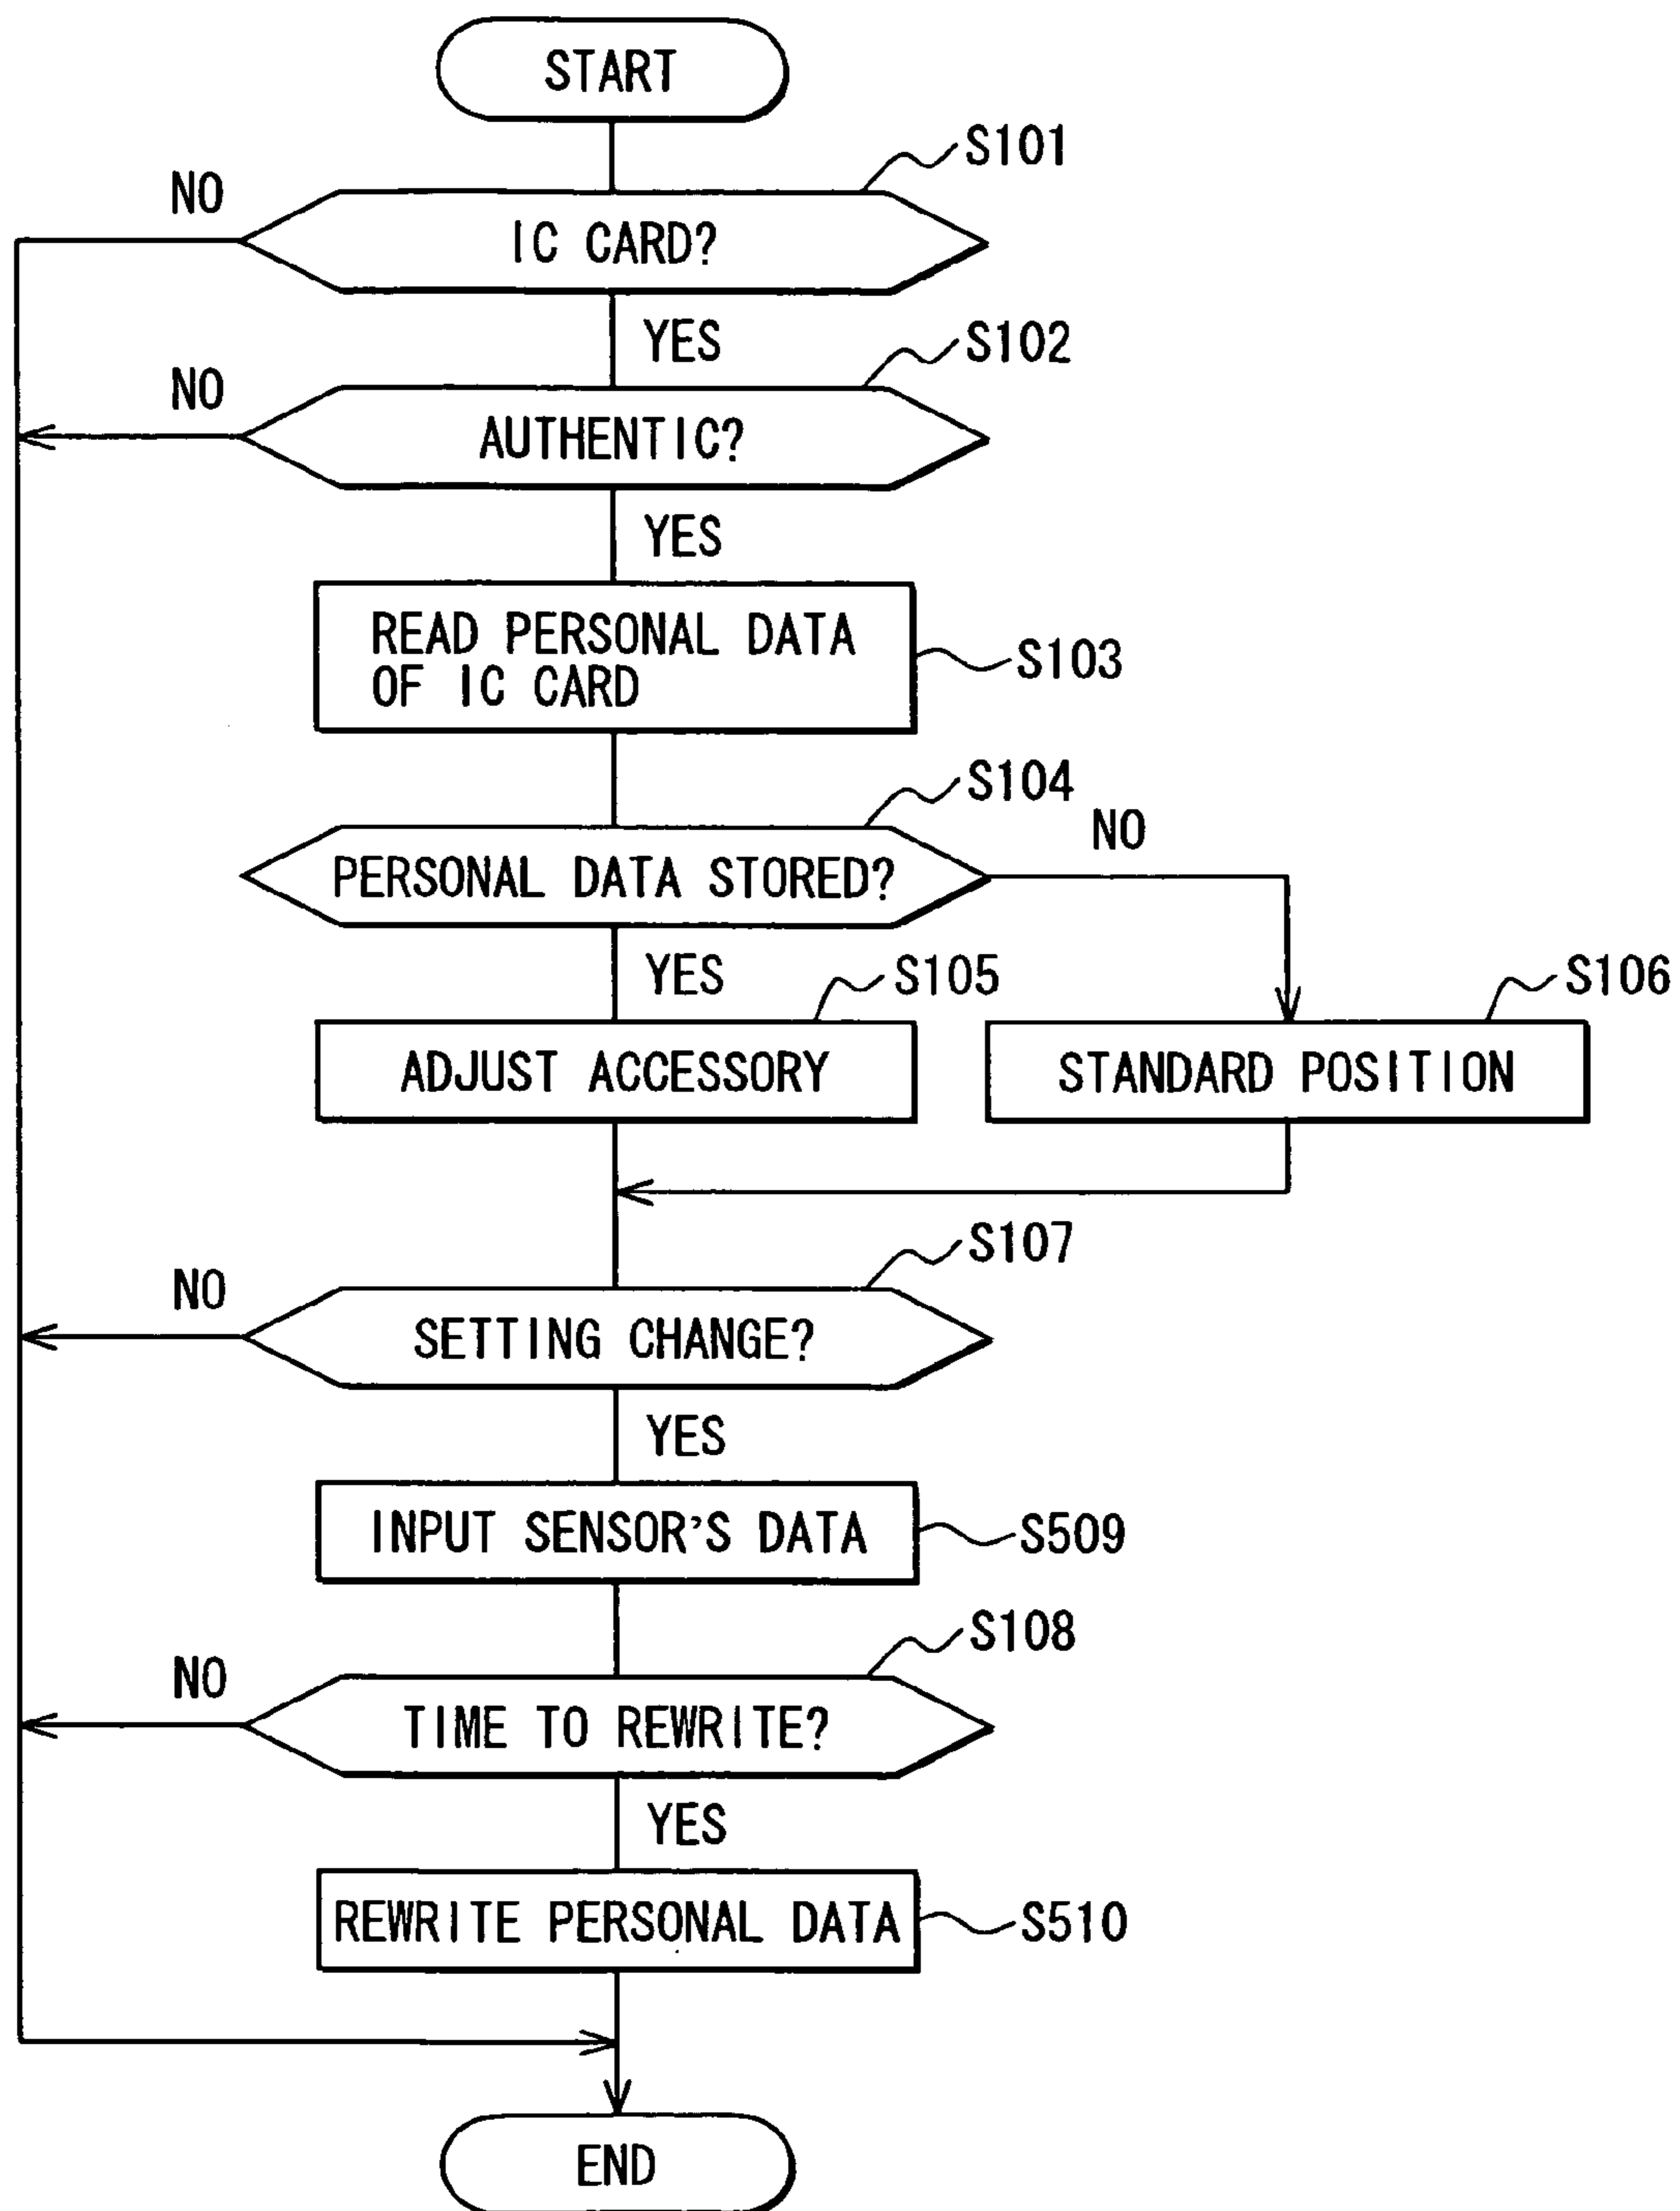 START
S101
NO
IC CARD?
YES
S102
NO
AUTHENTIC?
YES
READ PERSONAL DATA
OF IC CARD
S103
S104
NO
PERSONAL DATA STORED?
YES
S105
S106
ADJUST ACCESSORY
STANDARD POSITION
S107
NO
SETTING CHANGE?
YES
INPUT SENSOR'S DATA
S509
S108
NO
TIME TO REWRITE?
YES
REWRITE PERSONAL DATA
S510
END